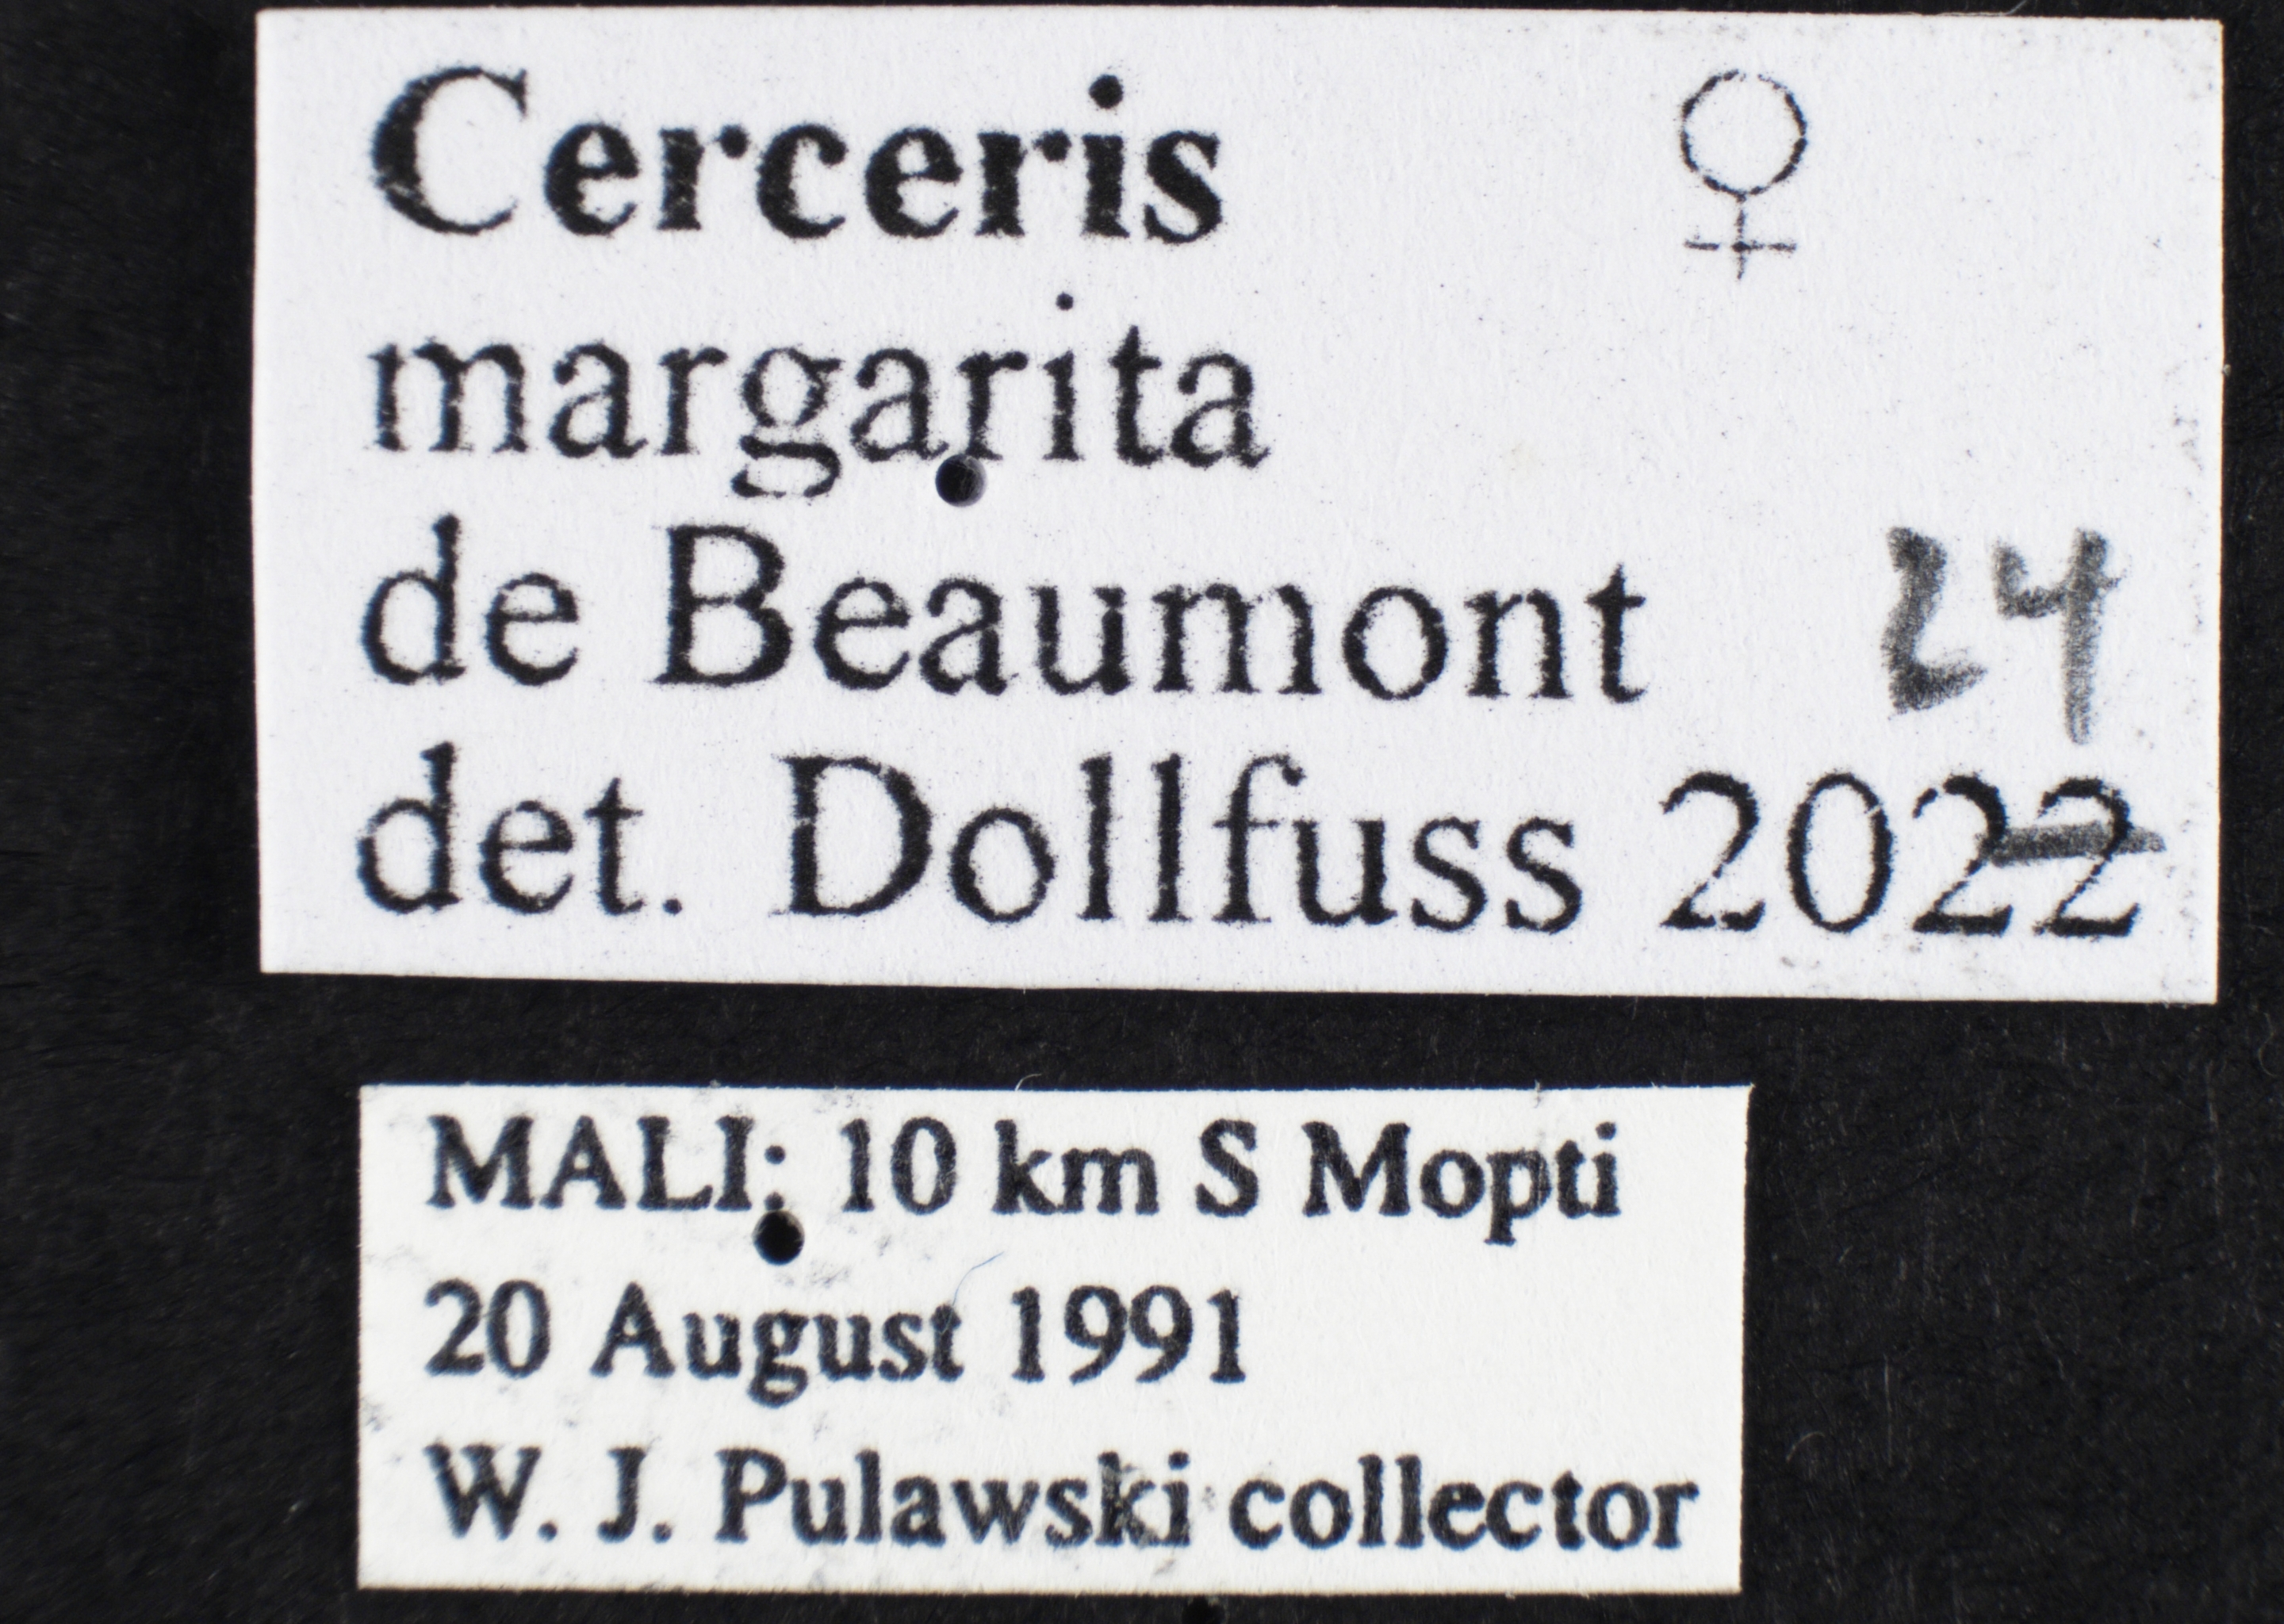 Cerceris ♀
margarita
de Beaumont 24
det. Dollfuss 2022
MALI: 10 km S Mopti
20 August 1991
W. J. Pulawski collector